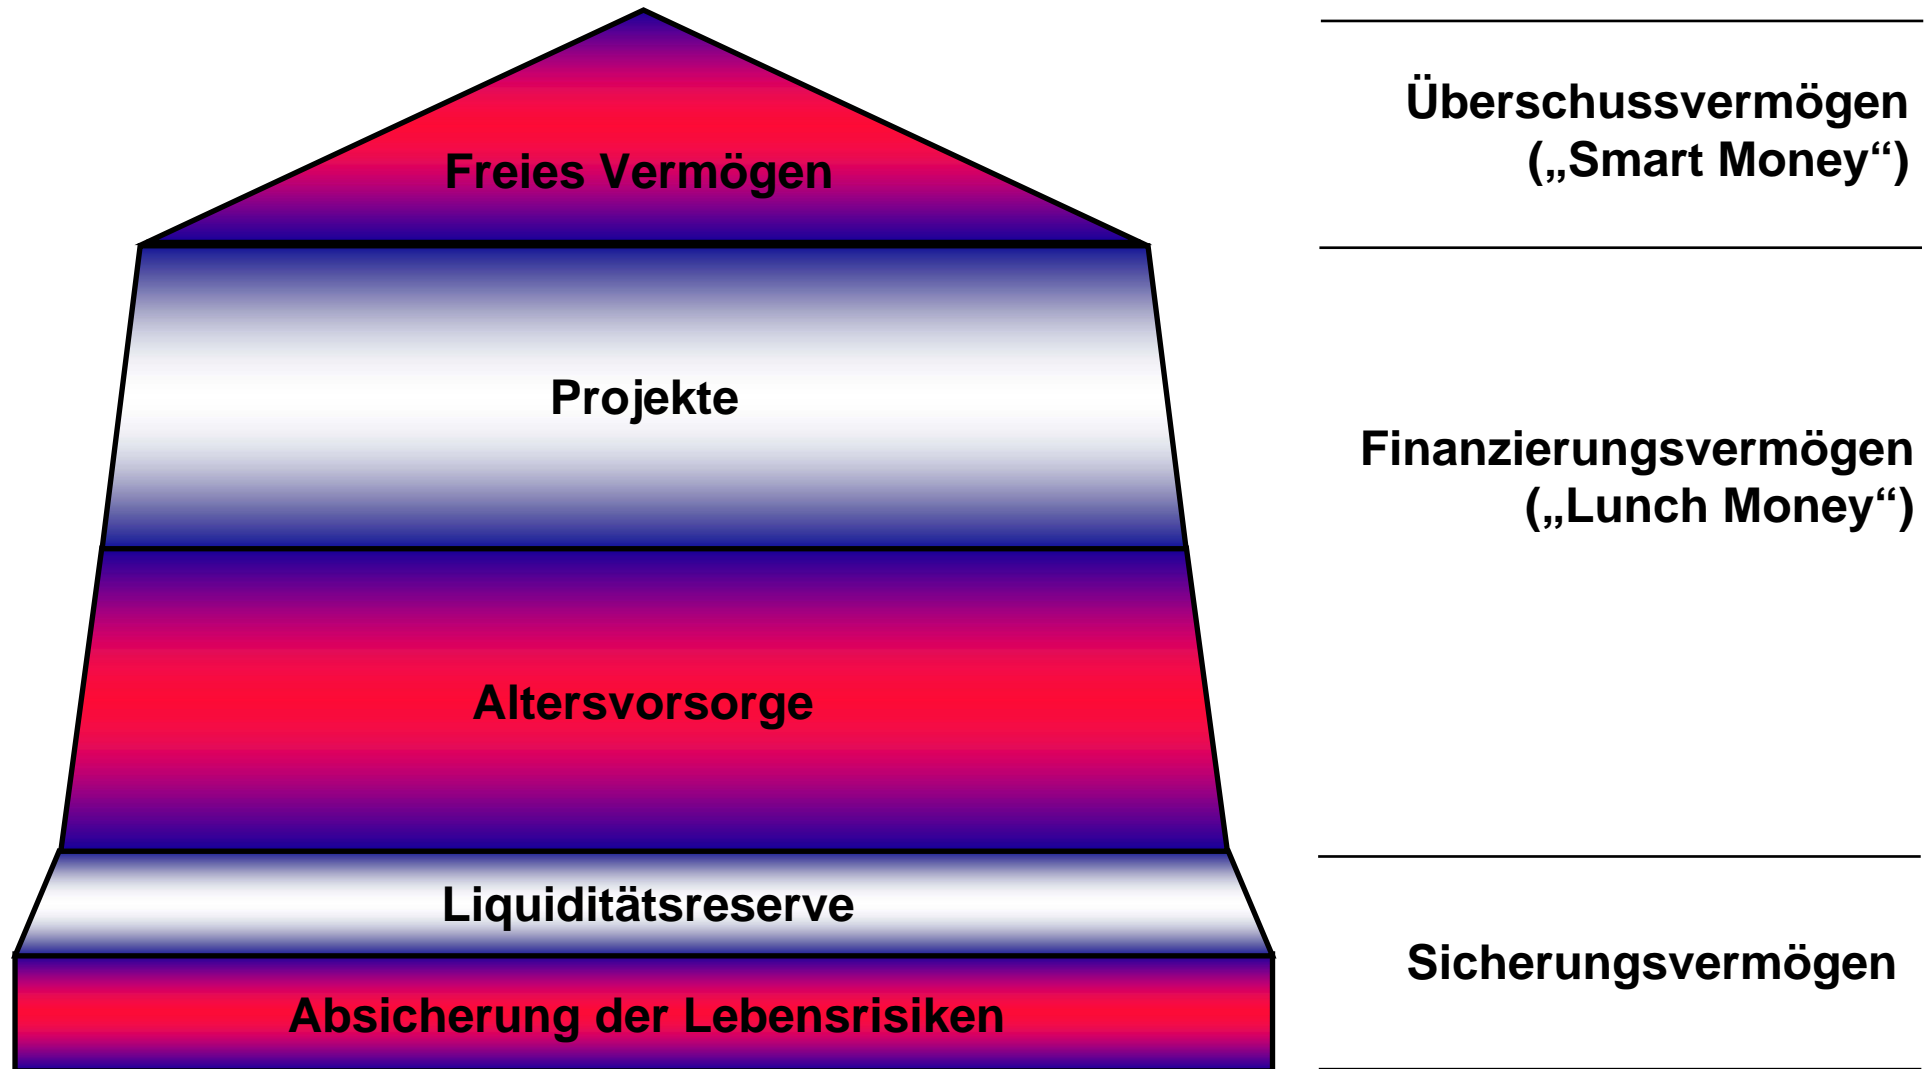 Freies Vermögen
Projekte
Altersvorsorge
Liquiditätsreserve
Absicherung der Lebensrisiken
Überschussvermögen
(„Smart Money“)
Finanzierungsvermögen
(„Lunch Money“)
Sicherungsvermögen